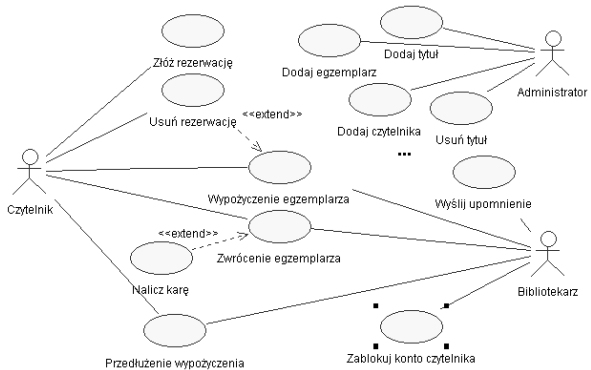 Dodaj tytuł
Złóż rezerwację
Dodaj egzemplarz
Administrator
Usuń rezerwację
<<extend>>
Dodaj czytelnika
Usuń tytuł
...
Czytelnik
Wypożyczenie egzemplarza
Wyślij upomnienie
<<extend>>
Zwrócenie egzemplarza
Nalicz karę
Bibliotekarz
Przedłużenie wypożyczenia
Zablokuj konto czytelnika